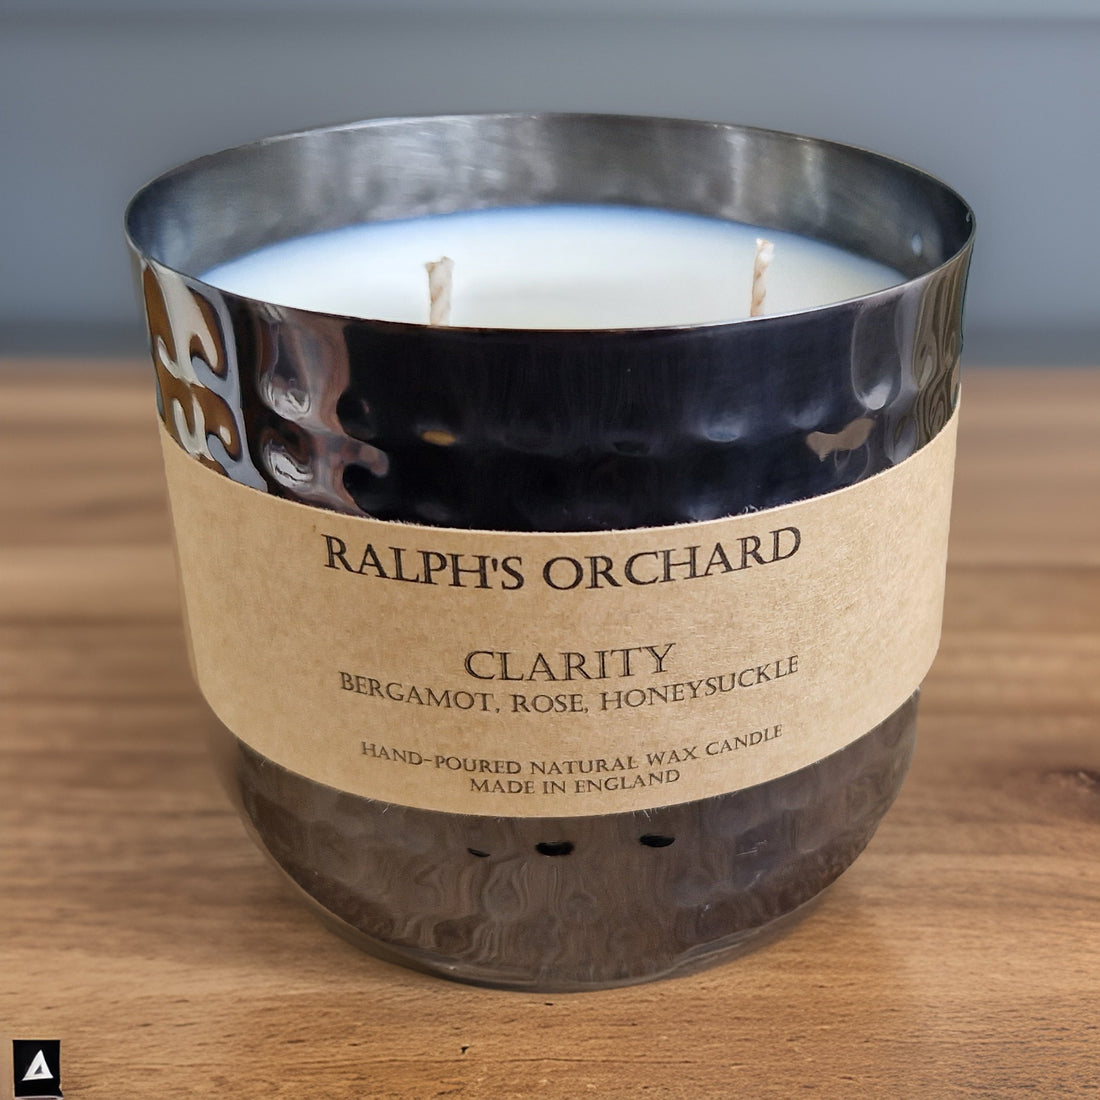 RALPH'S ORCHARD
CLARITY
BERGAMOT, ROSE, HONEYSUCKLE
HAND-POURED NATURAL WAX CANDLE
MADE IN ENGLAND